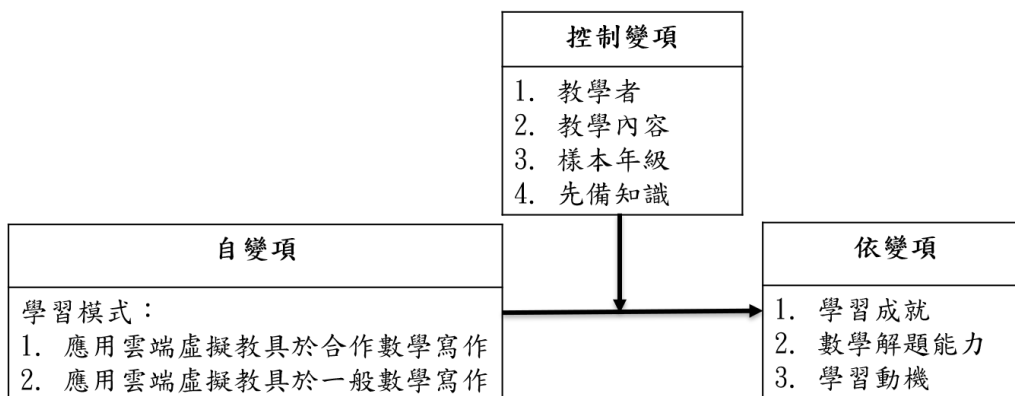 控制變項
1. 教學者
2. 教學內容
3. 樣本年級
4. 先備知識
自變項
學習模式：
1. 應用雲端虛擬教具於合作數學寫作
2. 應用雲端虛擬教具於一般數學寫作
依變項
1. 學習成就
2. 數學解題能力
3. 學習動機